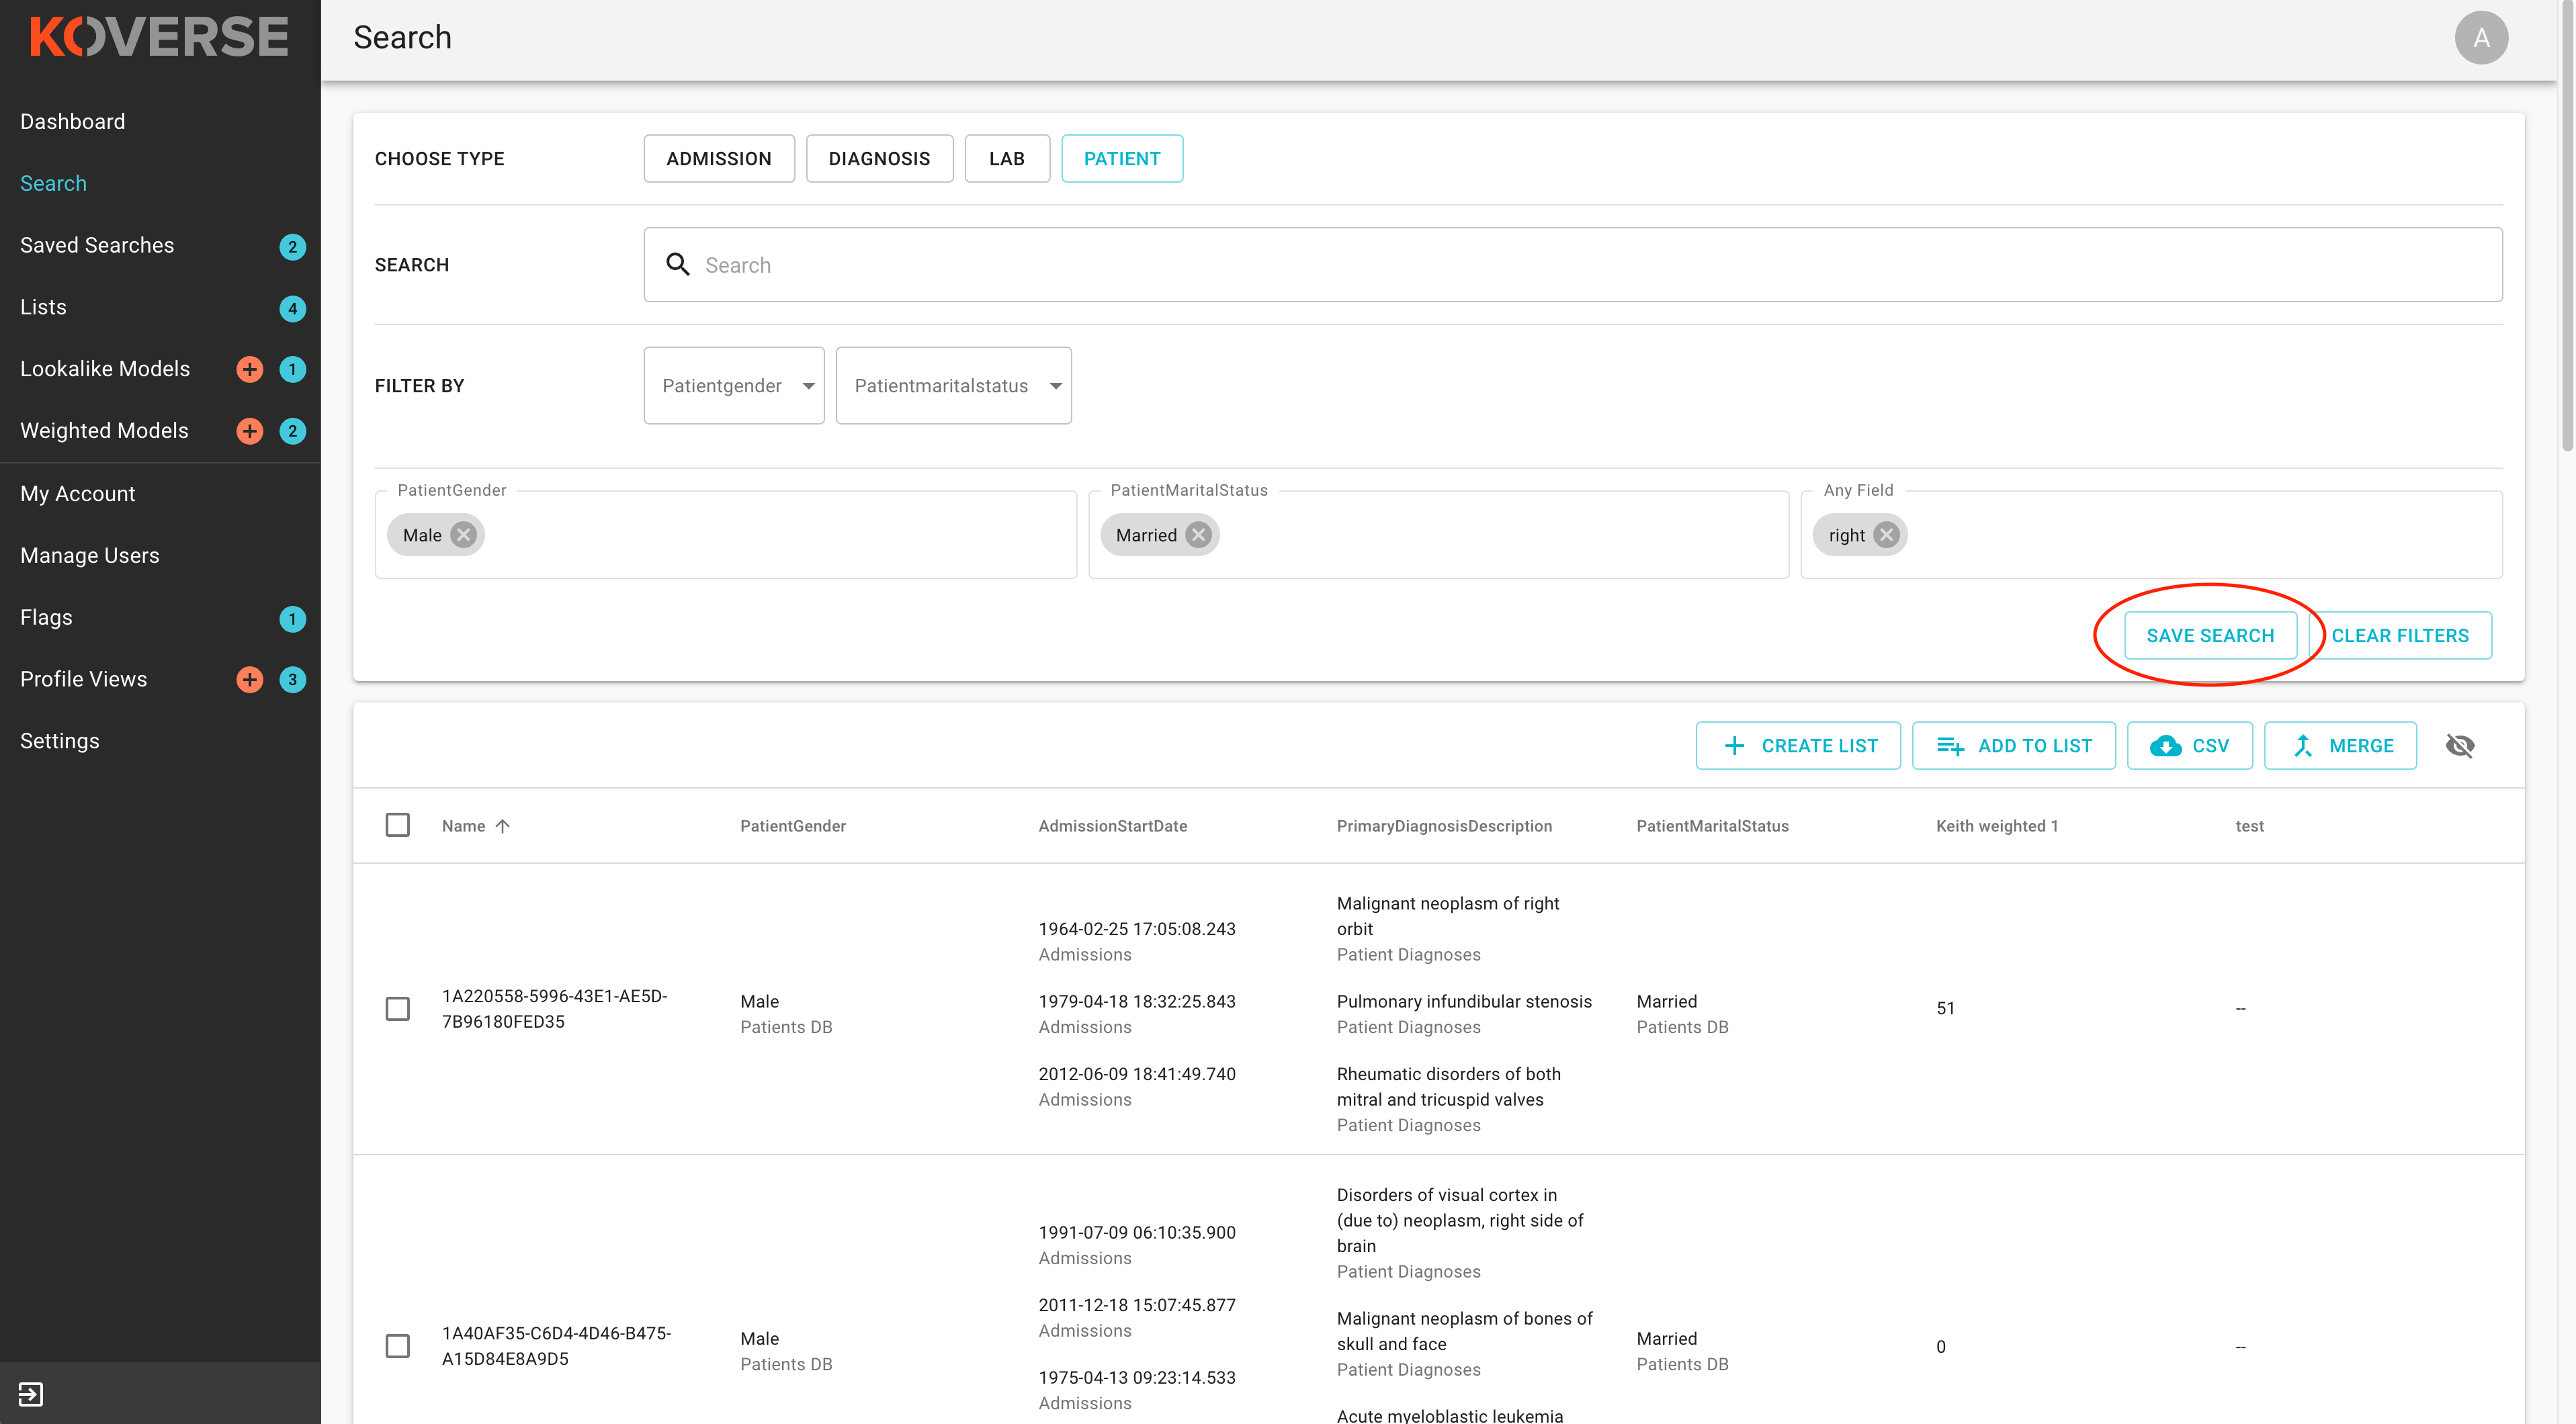 KOVERSE
Search
A
Dashboard
Search
Saved Searches 2
Lists 4
Lookalike Models + 1
Weighted Models + 2
My Account
Manage Users
Flags 1
Profile Views + 3
Settings
CHOOSE TYPE ADMISSION DIAGNOSIS LAB PATIENT
SEARCH Search
FILTER BY Patientgender Patientmaritalstatus
PatientGender PatientMaritalStatus Any Field
Male Married right
SAVE SEARCH CLEAR FILTERS
CREATE LIST ADD TO LIST CSV MERGE
Name PatientGender AdmissionStartDate PrimaryDiagnosisDescription PatientMaritalStatus Keith weighted 1 test
1A220558-5996-43E1-AE5D-
7B96180FED35
Male
Patients DB
1964-02-25 17:05:08.243
Admissions
1979-04-18 18:32:25.843
Admissions
2012-06-09 18:41:49.740
Admissions
Malignant neoplasm of right
orbit
Patient Diagnoses
Pulmonary infundibular stenosis
Patient Diagnoses
Rheumatic disorders of both
mitral and tricuspid valves
Patient Diagnoses
Married
Patients DB
51
--
1A40AF35-C6D4-4D46-B475-
A15D84E8A9D5
Male
Patients DB
1991-07-09 06:10:35.900
Admissions
2011-12-18 15:07:45.877
Admissions
1975-04-13 09:23:14.533
Admissions
Disorders of visual cortex in
(due to) neoplasm, right side of
brain
Patient Diagnoses
Malignant neoplasm of bones of
skull and face
Patient Diagnoses
Acute myeloblastic leukemia
Married
Patients DB
0
--